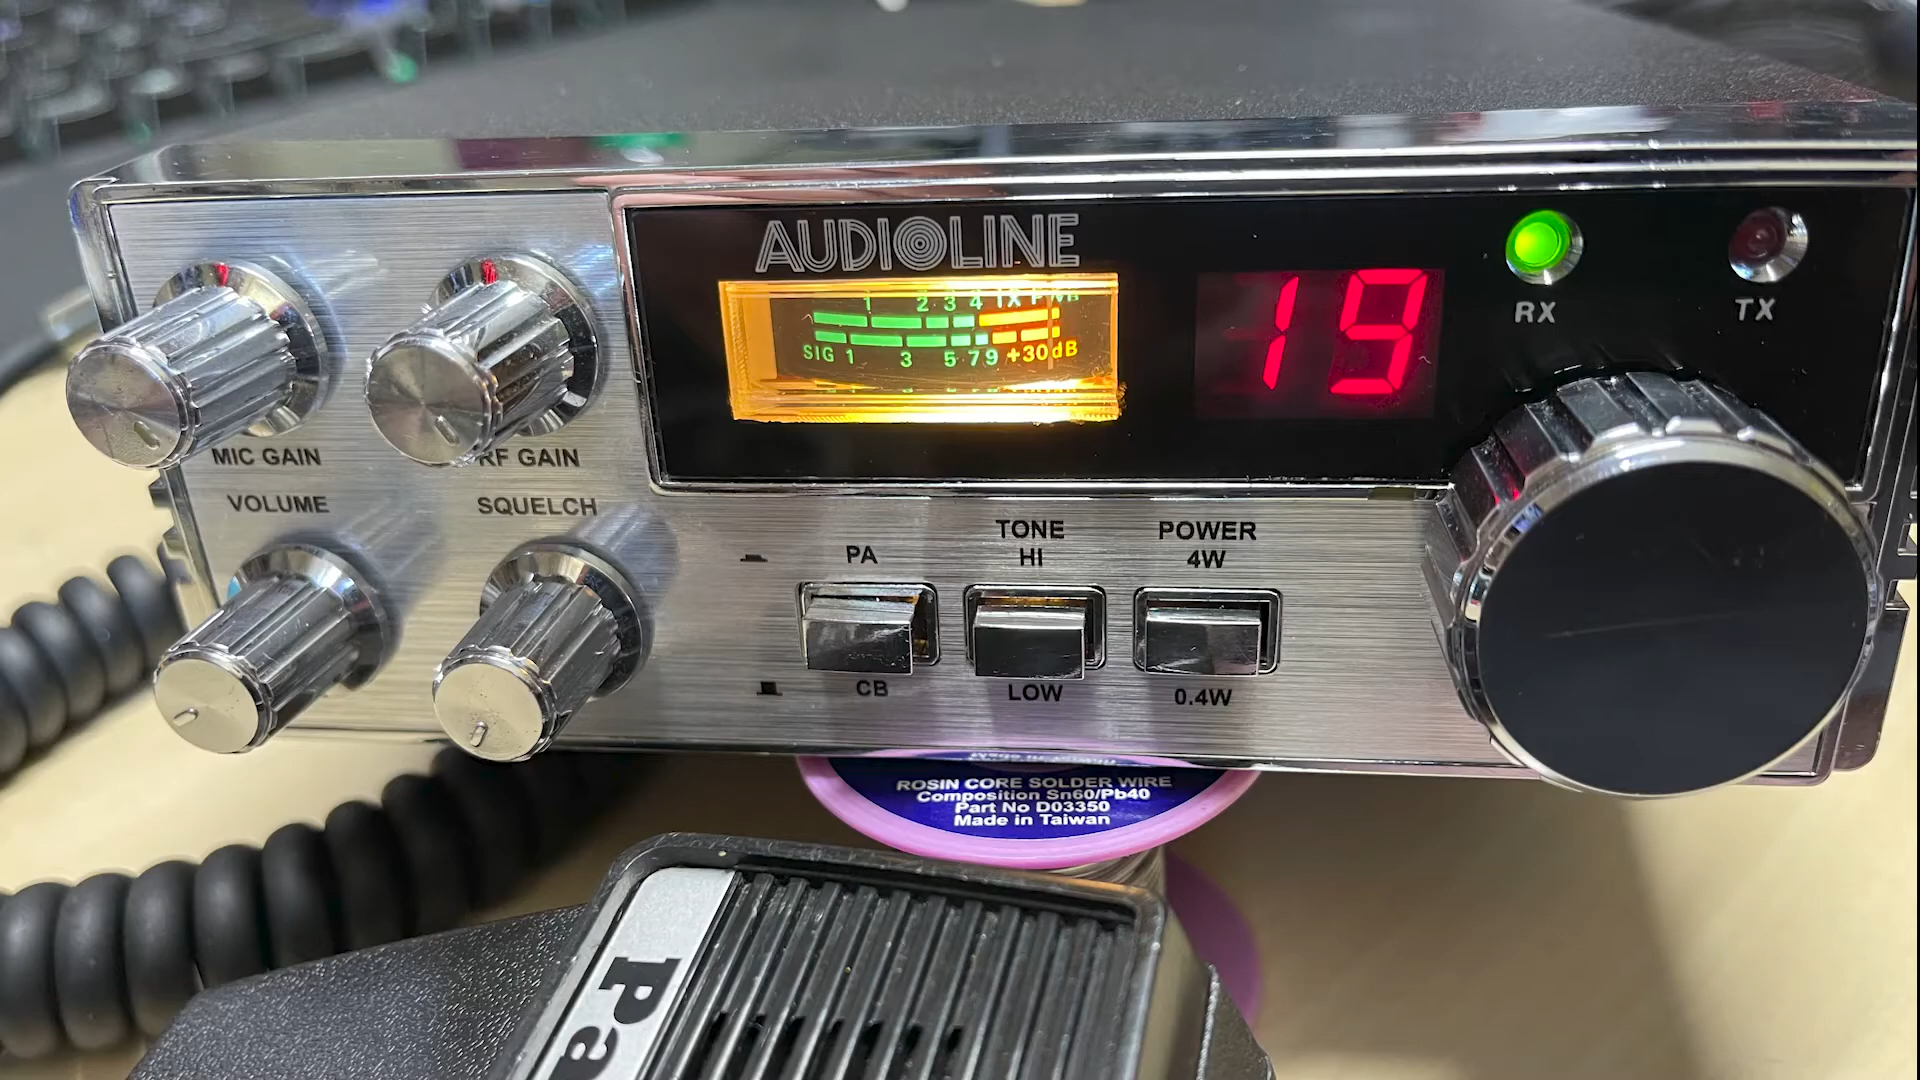 AUDIOLINE
1 2 3 4 TX PWR
SIG 1 3 5 7 9 +30dB
19
RX
TX
MIC GAIN
RF GAIN
VOLUME
SQUELCH
PA
CB
TONE
HI
LOW
POWER
4W
0.4W
ROSIN CORE SOLDER WIRE
Composition Sn60/Pb40
Part No D03350
Made in Taiwan
Pa